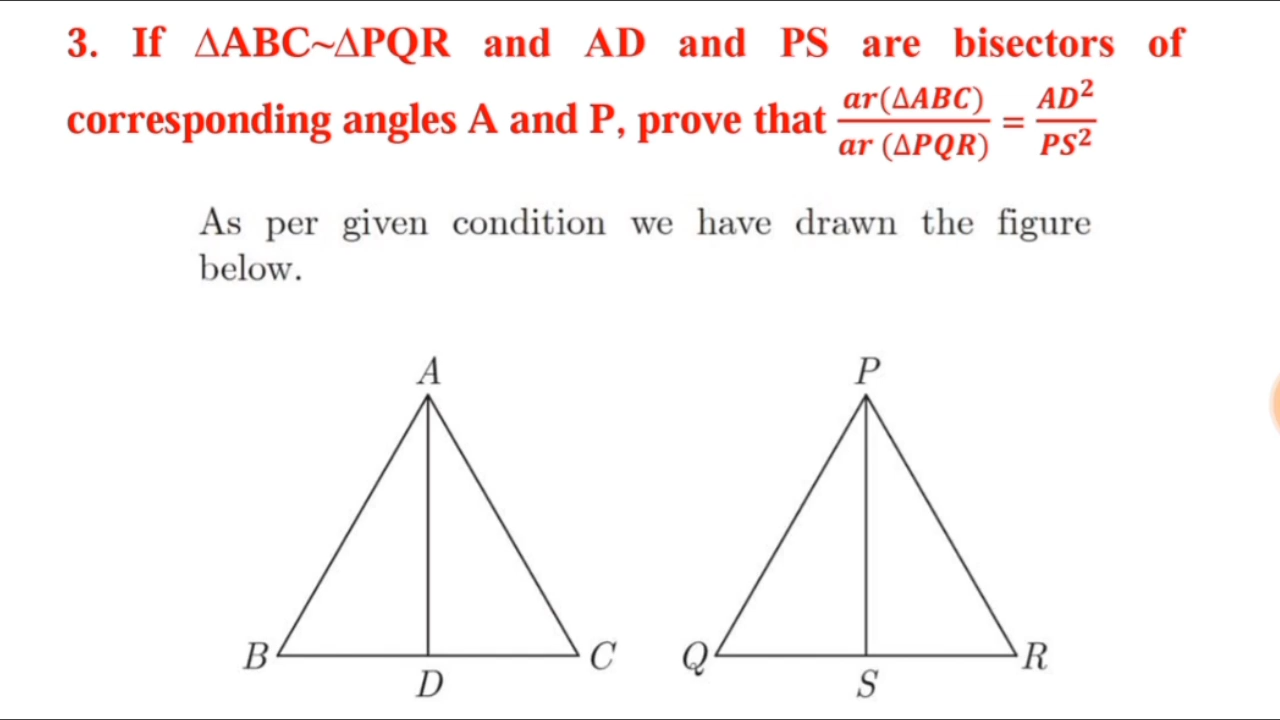 3. If ΔABC~ΔPQR and AD and PS are bisectors of
corresponding angles A and P, prove that ar(ΔABC)/ar (ΔPQR) = AD²/PS²
As per given condition we have drawn the figure
below.
A P
B C Q R
D S